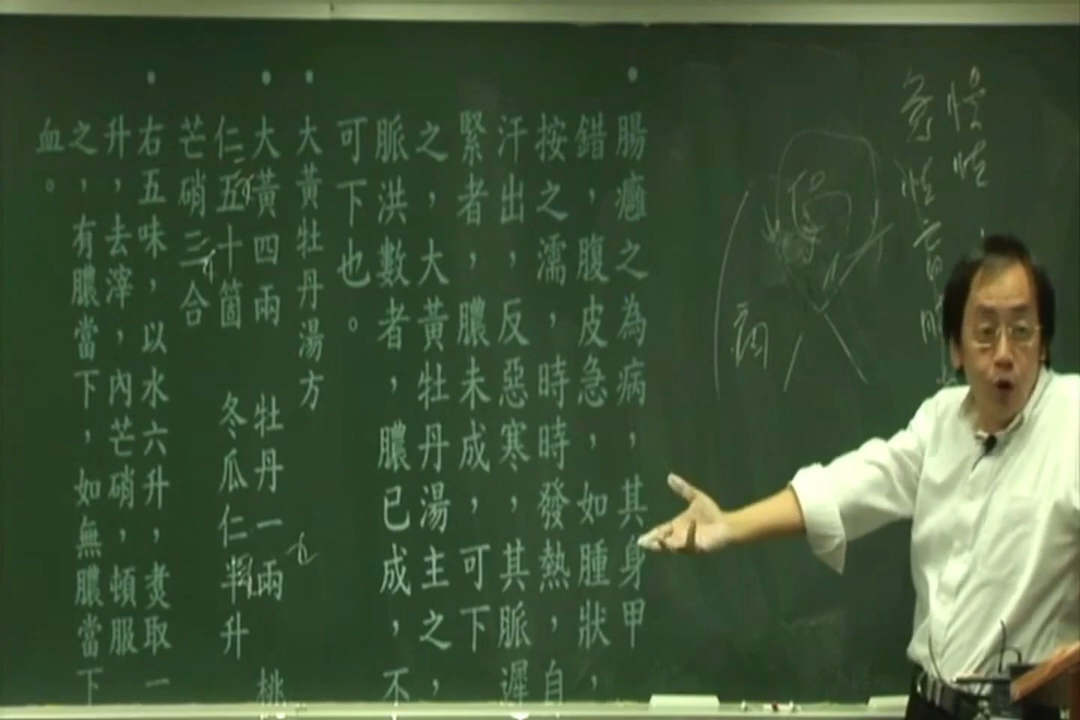 慢性
急性盲腸
• 腸癰之為病，其身甲
錯，腹皮急，如腫狀，
按之濡，時時發熱，自
汗出，反惡寒，其脈遲
緊者，膿未成，可下
之，大黃牡丹湯主之，
脈洪數者，膿已成，不
可下也。
• 大黃牡丹湯方
• 大黃四兩 牡丹一兩 桃
仁五十箇 冬瓜仁半升
芒硝三合
• 右五味，以水六升，煑取一
升，去滓，內芒硝，頓服
之，有膿當下，如無膿當下
血。